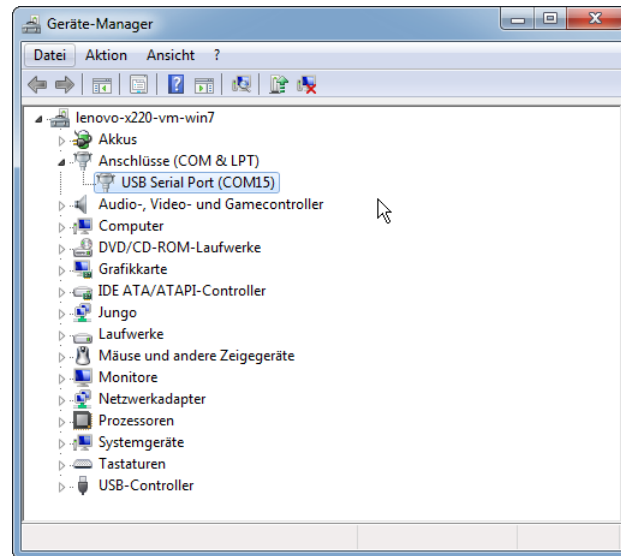 Geräte-Manager
Datei Aktion Ansicht ?
lenovo-x220-vm-win7
Akkus
Anschlüsse (COM & LPT)
USB Serial Port (COM15)
Audio-, Video- und Gamecontroller
Computer
DVD/CD-ROM-Laufwerke
Grafikkarte
IDE ATA/ATAPI-Controller
Jungo
Laufwerke
Mäuse und andere Zeigegeräte
Monitore
Netzwerkadapter
Prozessoren
Systemgeräte
Tastaturen
USB-Controller